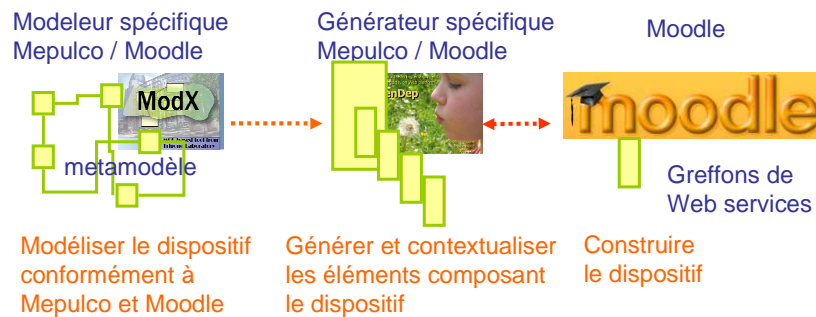 Modeleur spécifique
Mepulco / Moodle
Générateur spécifique
Mepulco / Moodle
Moodle
ModX
enDep
moodle
metamodèle
Greffons de
Web services
Modéliser le dispositif
conformément à
Mepulco et Moodle
Générer et contextualiser
les éléments composant
le dispositif
Construire
le dispositif